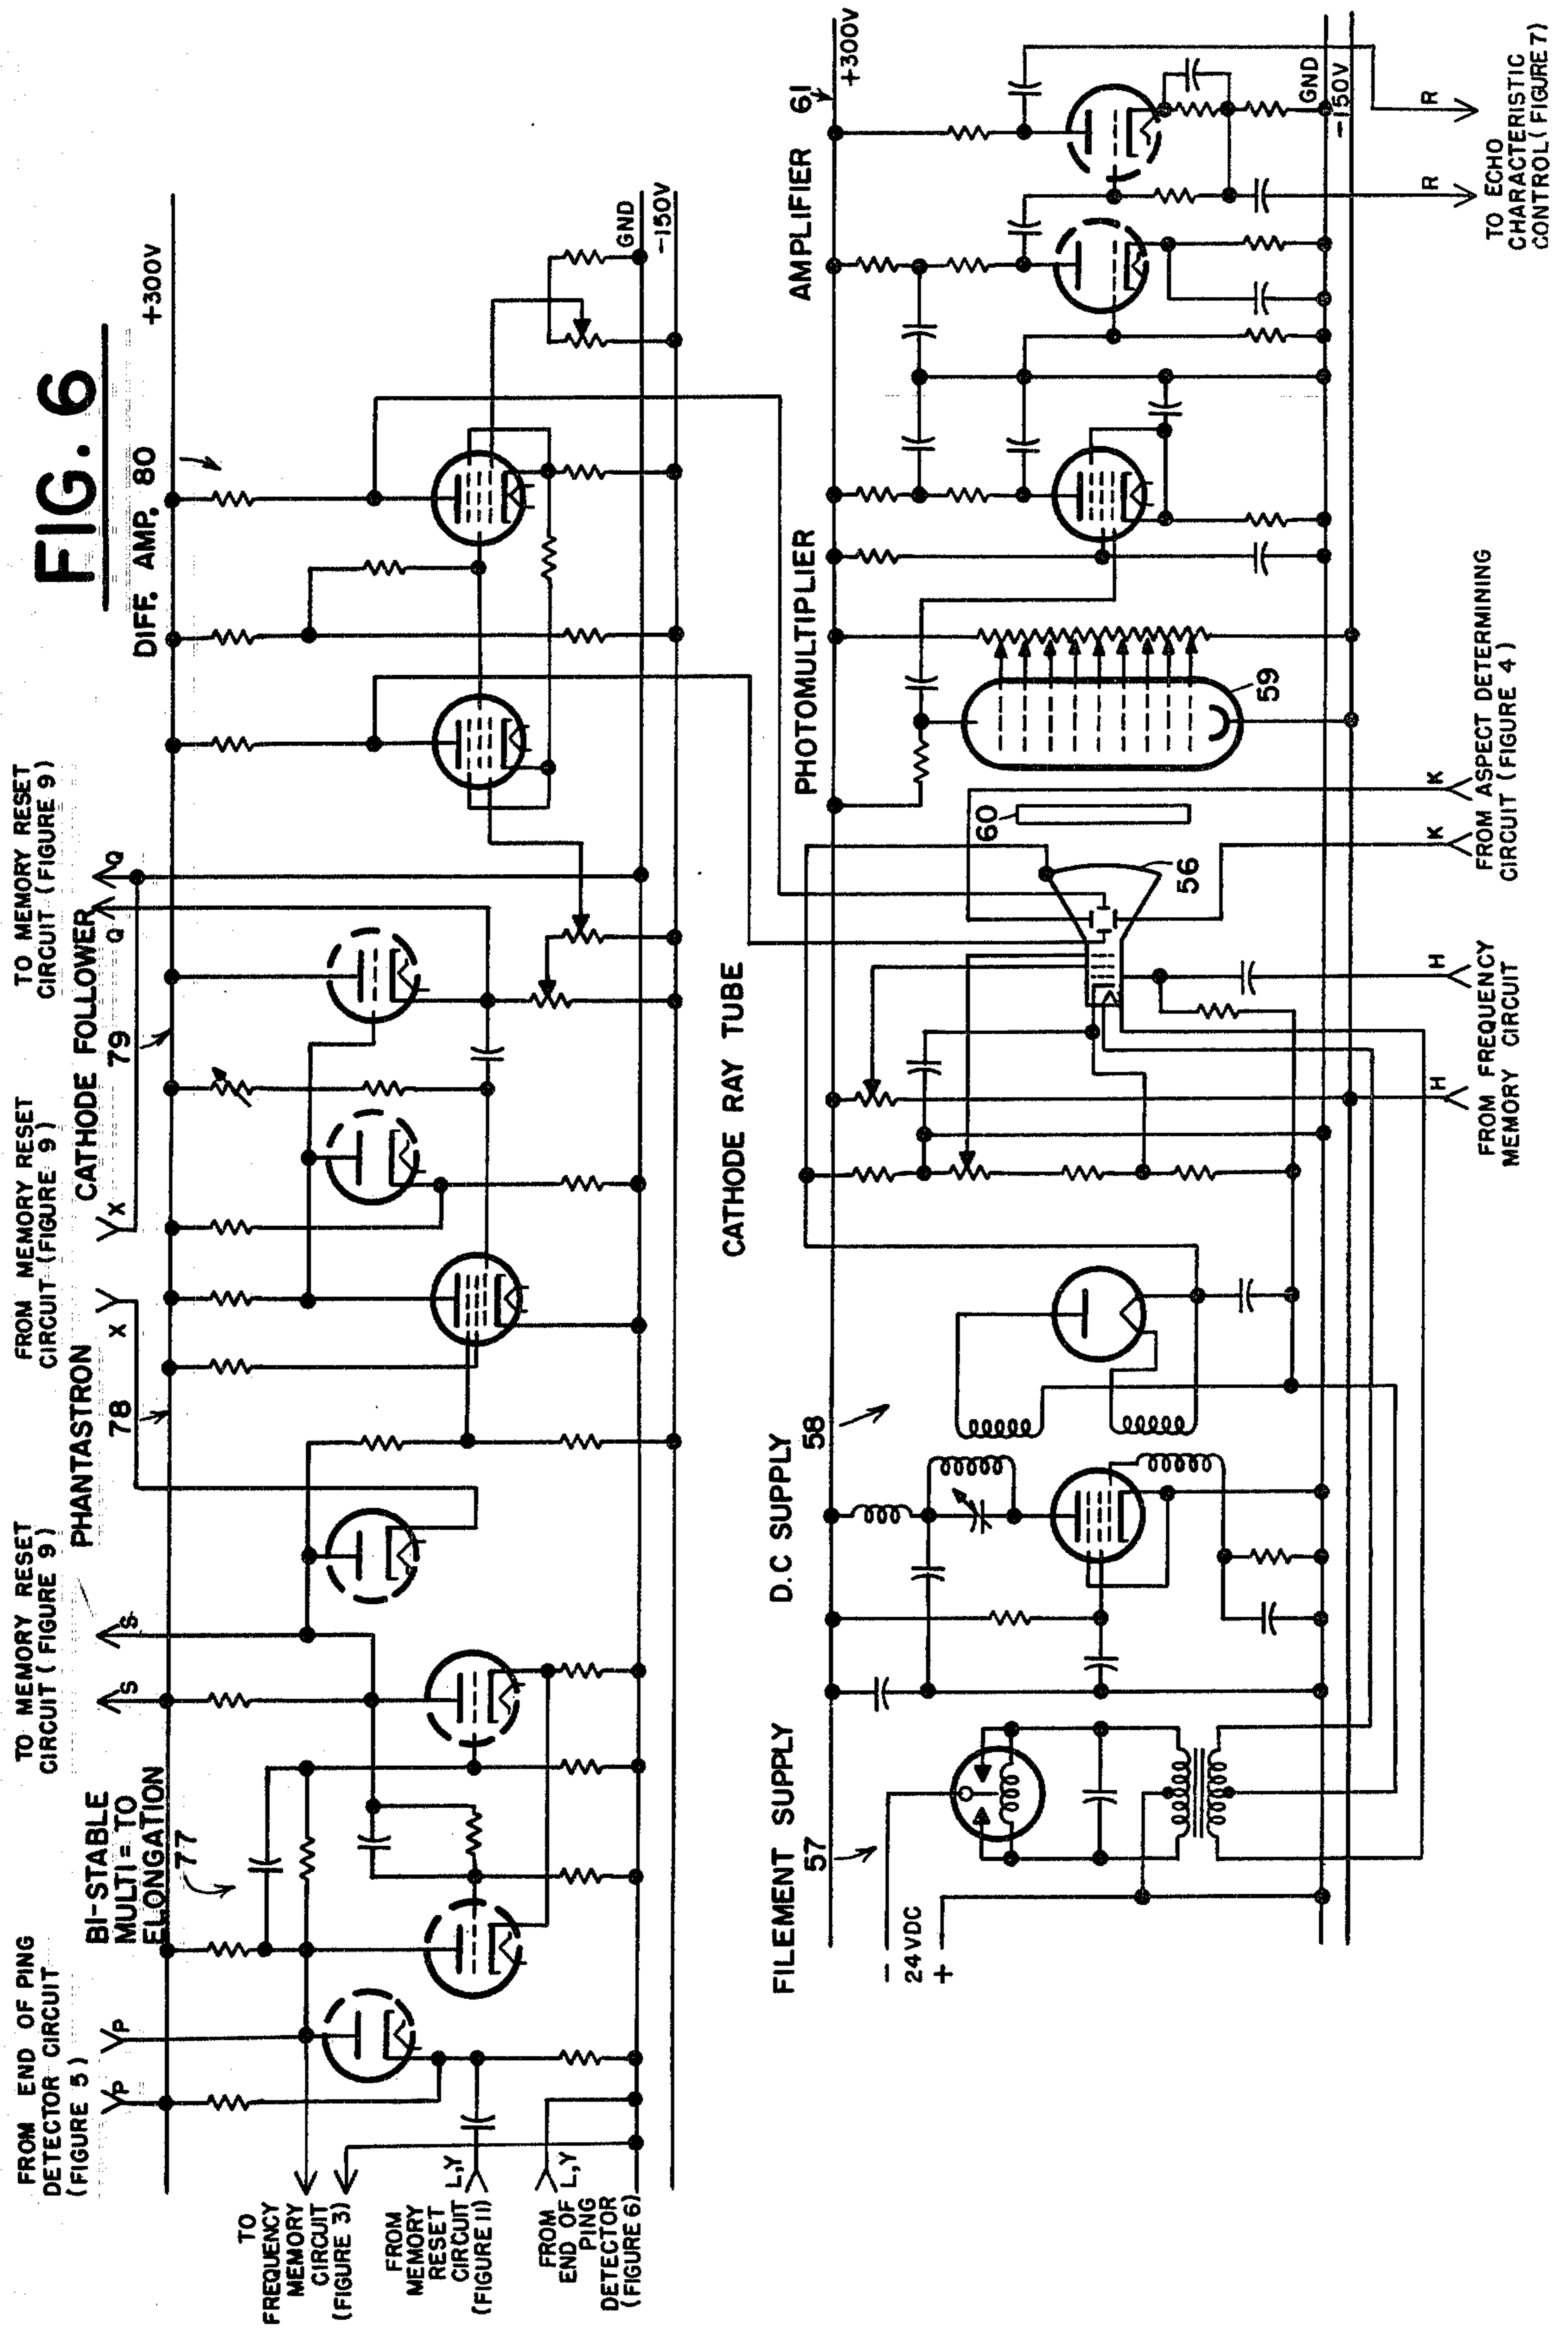 FIG. 6
FROM END OF PING
DETECTOR CIRCUIT
(FIGURE 5)
P
P
BI-STABLE
MULTI= TO
ELONGATION
77
TO MEMORY RESET
CIRCUIT (FIGURE 9)
S
S
PHANTASTRON
78
FROM MEMORY RESET
CIRCUIT (FIGURE 9)
X
X
CATHODE FOLLOWER
79
TO MEMORY RESET
CIRCUIT (FIGURE 9)
Q
Q
DIFF. AMP. 80
+300V
GND
-150V
TO
FREQUENCY
MEMORY
CIRCUIT
(FIGURE 3)
FROM
MEMORY
RESET
CIRCUIT
(FIGURE 11)
L,Y
FROM
END OF
PING
DETECTOR
(FIGURE 6)
L,Y
FILEMENT SUPPLY
57
- 24VDC +
D.C SUPPLY
58
CATHODE RAY TUBE
56
60
PHOTOMULTIPLIER
59
AMPLIFIER 61
+300V
GND
-150V
H
H
FROM FREQUENCY
MEMORY CIRCUIT
K
K
FROM ASPECT DETERMINING
CIRCUIT (FIGURE 4)
R
R
TO ECHO
CHARACTERISTIC
CONTROL (FIGURE 7)